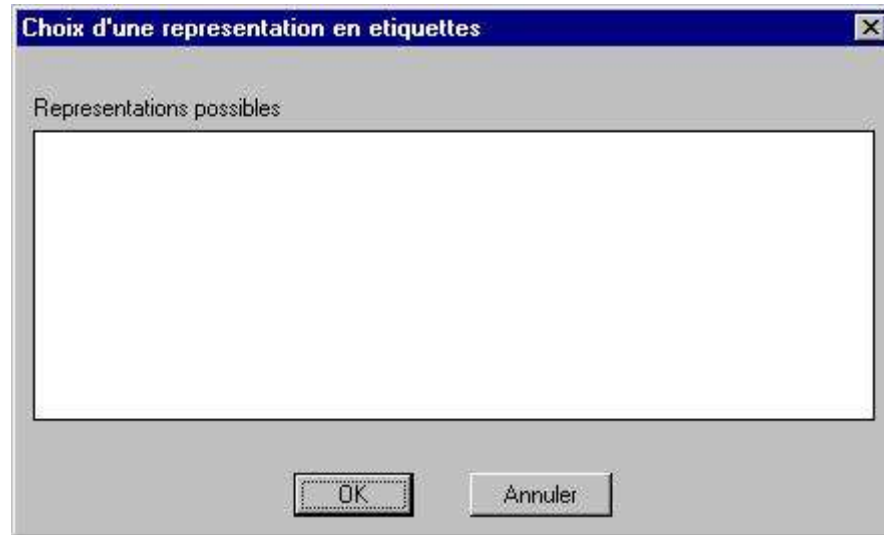 Choix d'une representation en etiquettes
Representations possibles
OK
Annuler